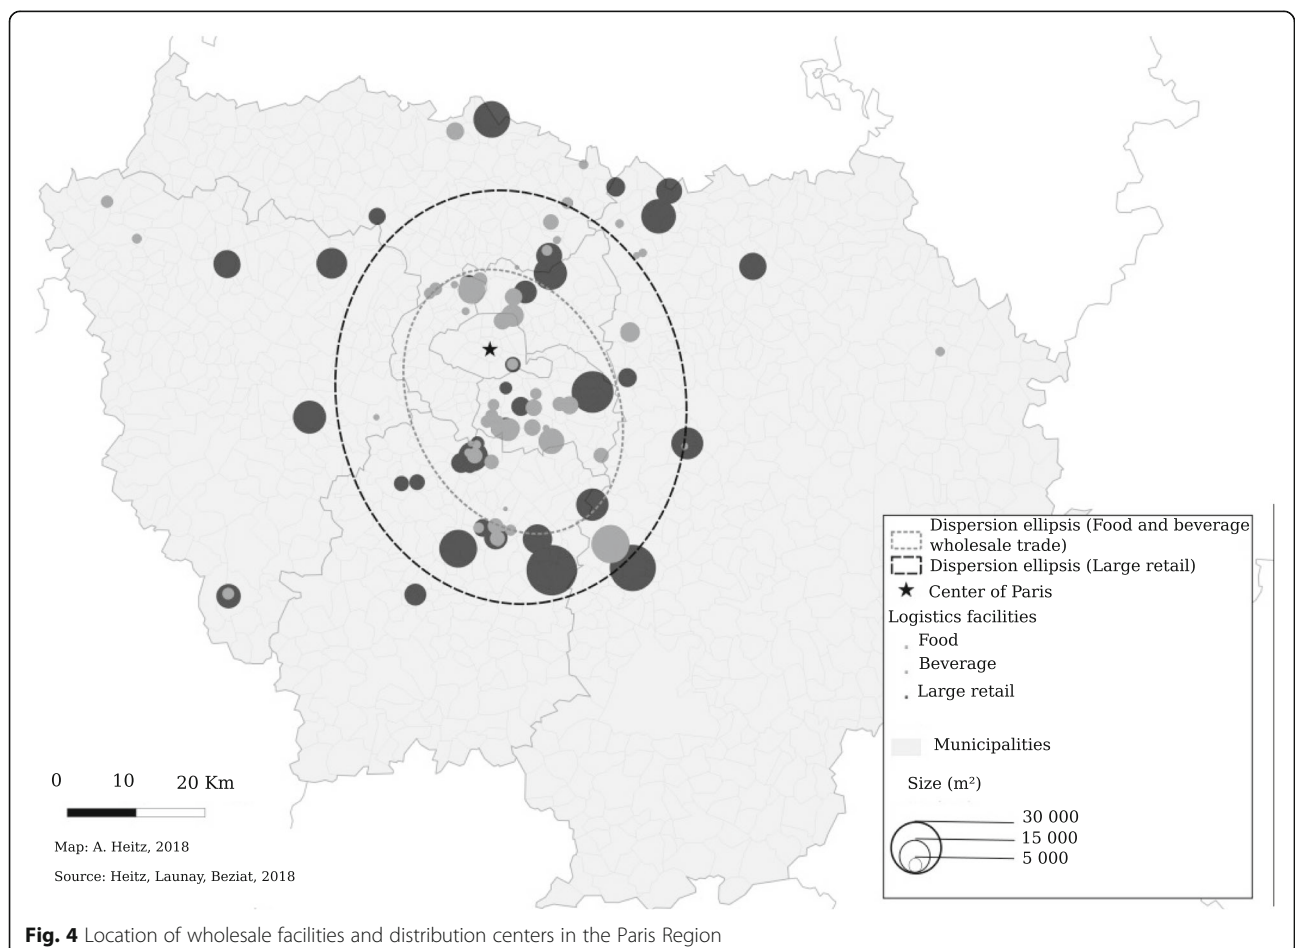 Dispersion ellipsis (Food and beverage
wholesale trade)
Dispersion ellipsis (Large retail)
Center of Paris
Logistics facilities
Food
Beverage
Large retail
Municipalities
Size (m²)
30 000
15 000
5 000
0 10 20 Km
Map: A. Heitz, 2018
Source: Heitz, Launay, Beziat, 2018
Fig. 4 Location of wholesale facilities and distribution centers in the Paris Region